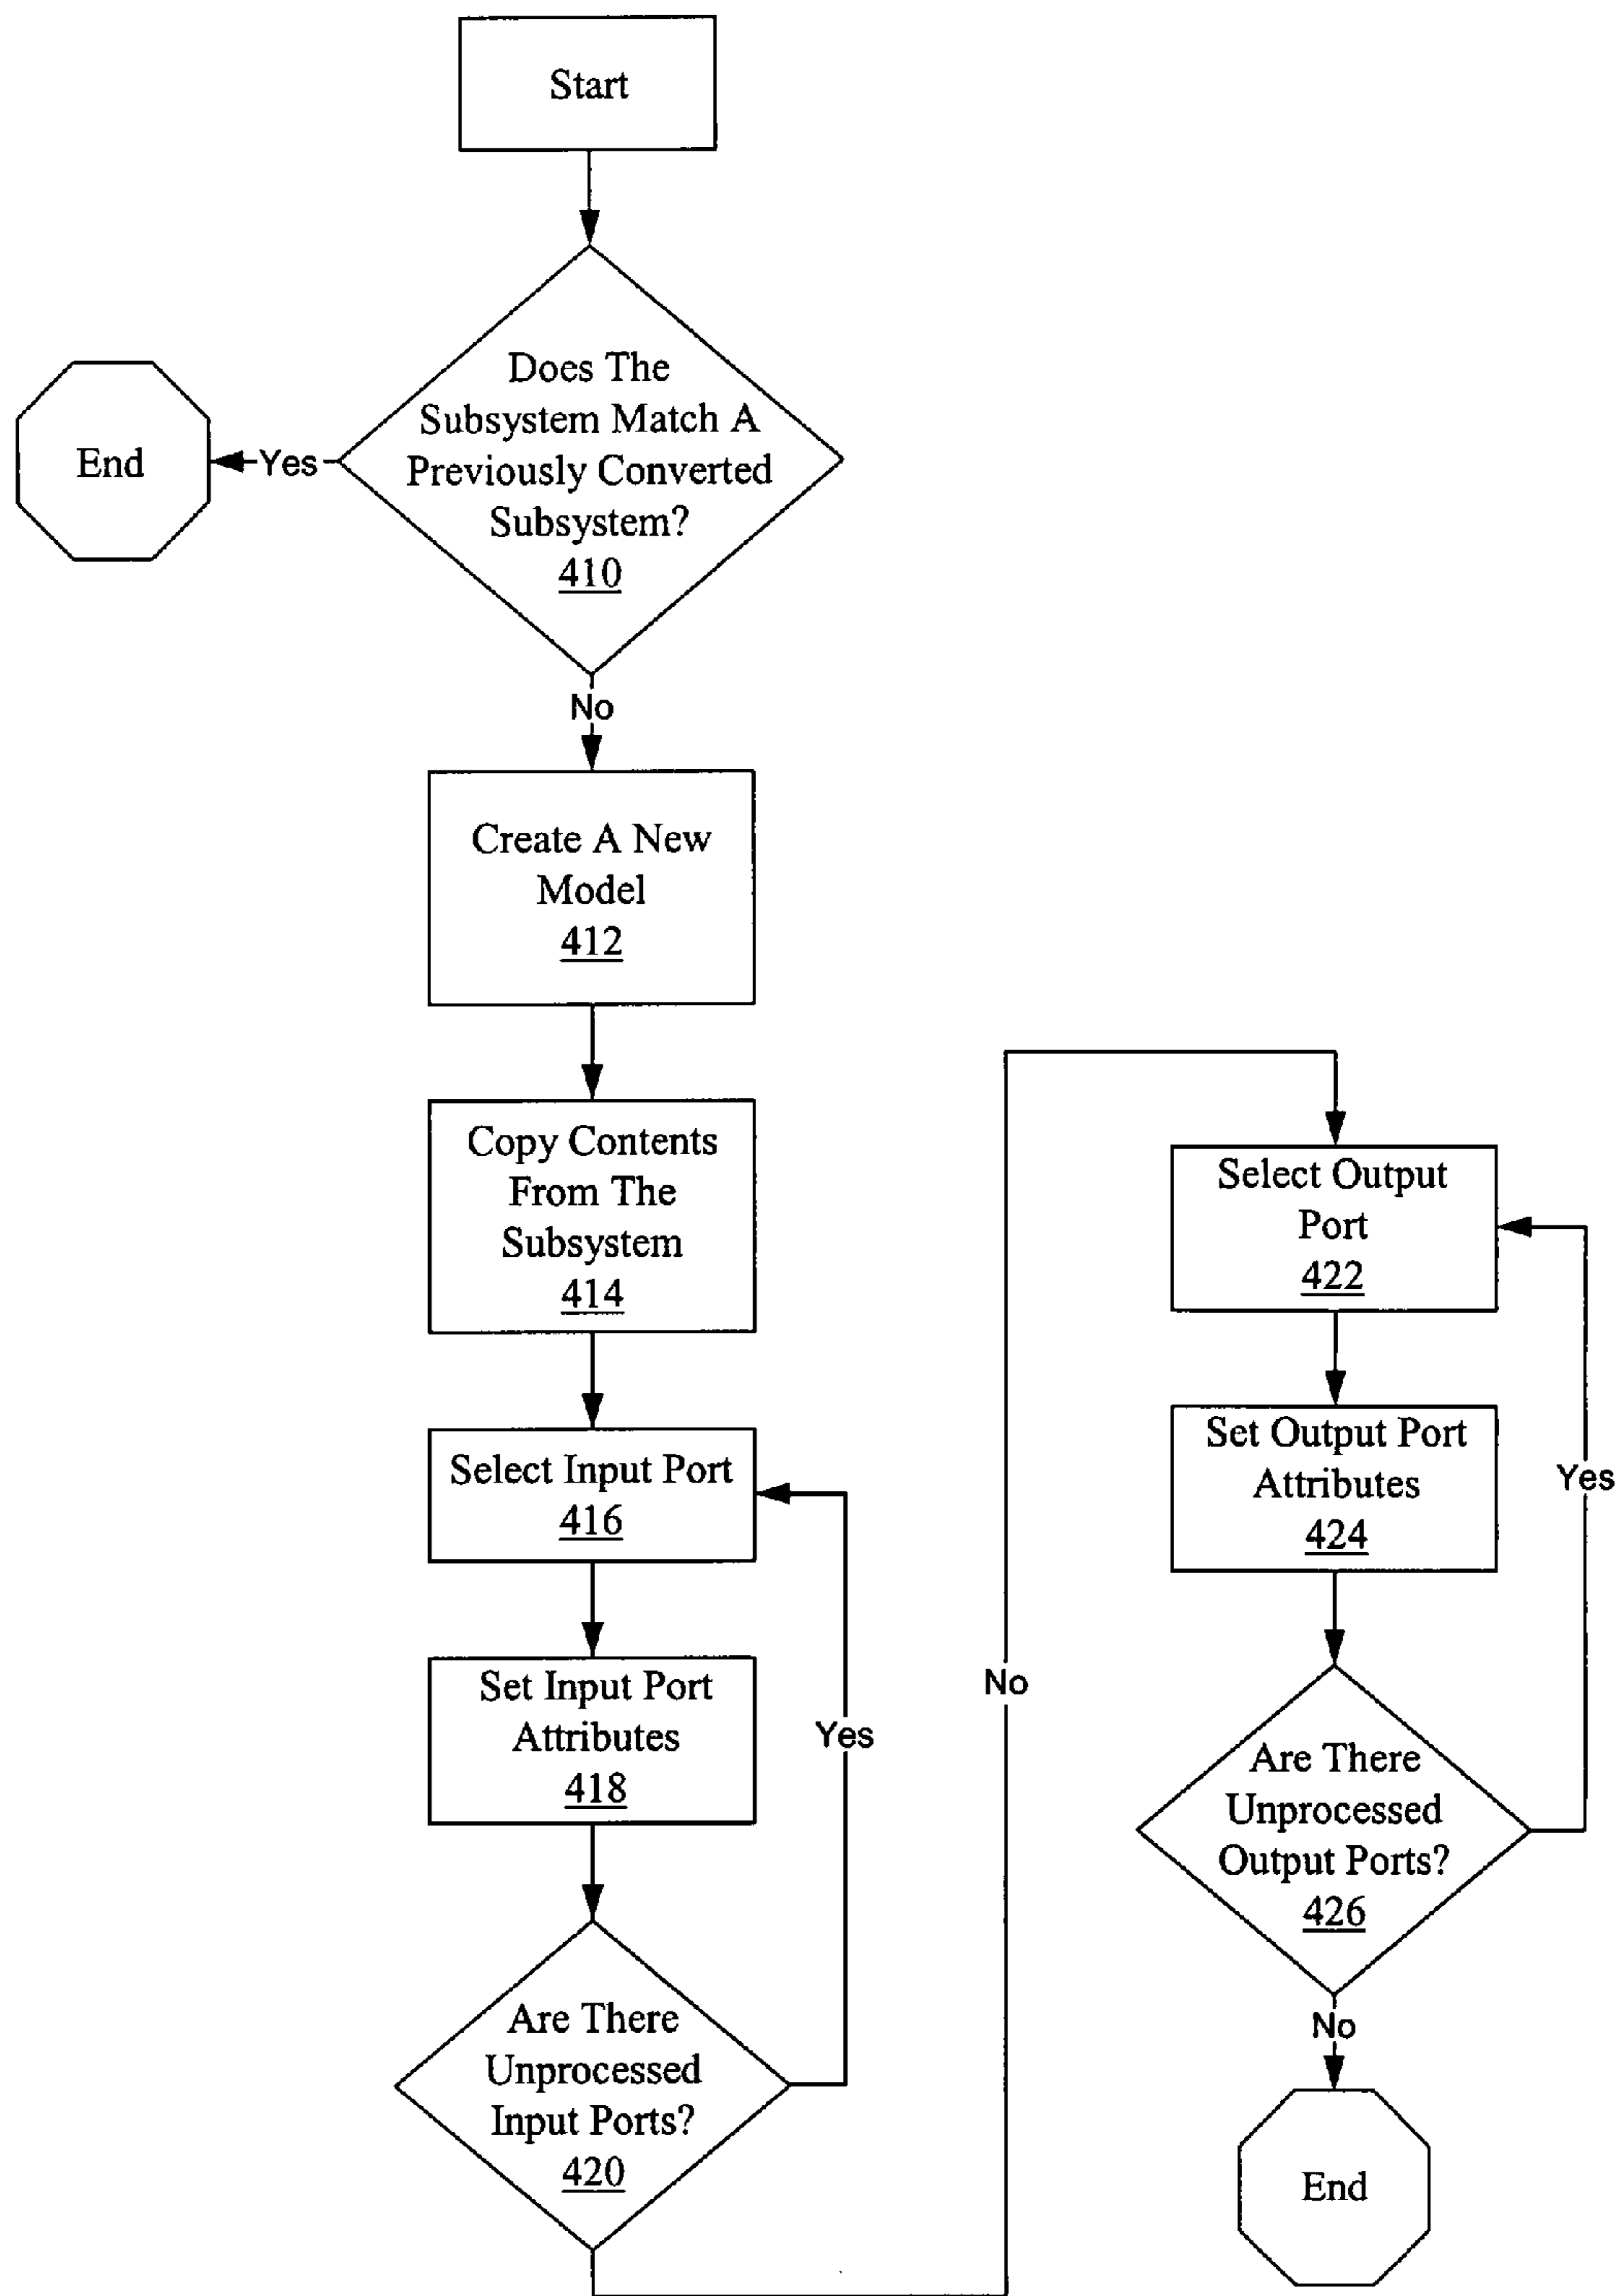 Start
Does The
Subsystem Match A
Previously Converted
Subsystem?
410
Yes
End
No
Create A New
Model
412
Copy Contents
From The
Subsystem
414
Select Input Port
416
Set Input Port
Attributes
418
Yes
Are There
Unprocessed
Input Ports?
420
No
Select Output
Port
422
Set Output Port
Attributes
424
Yes
Are There
Unprocessed
Output Ports?
426
No
End